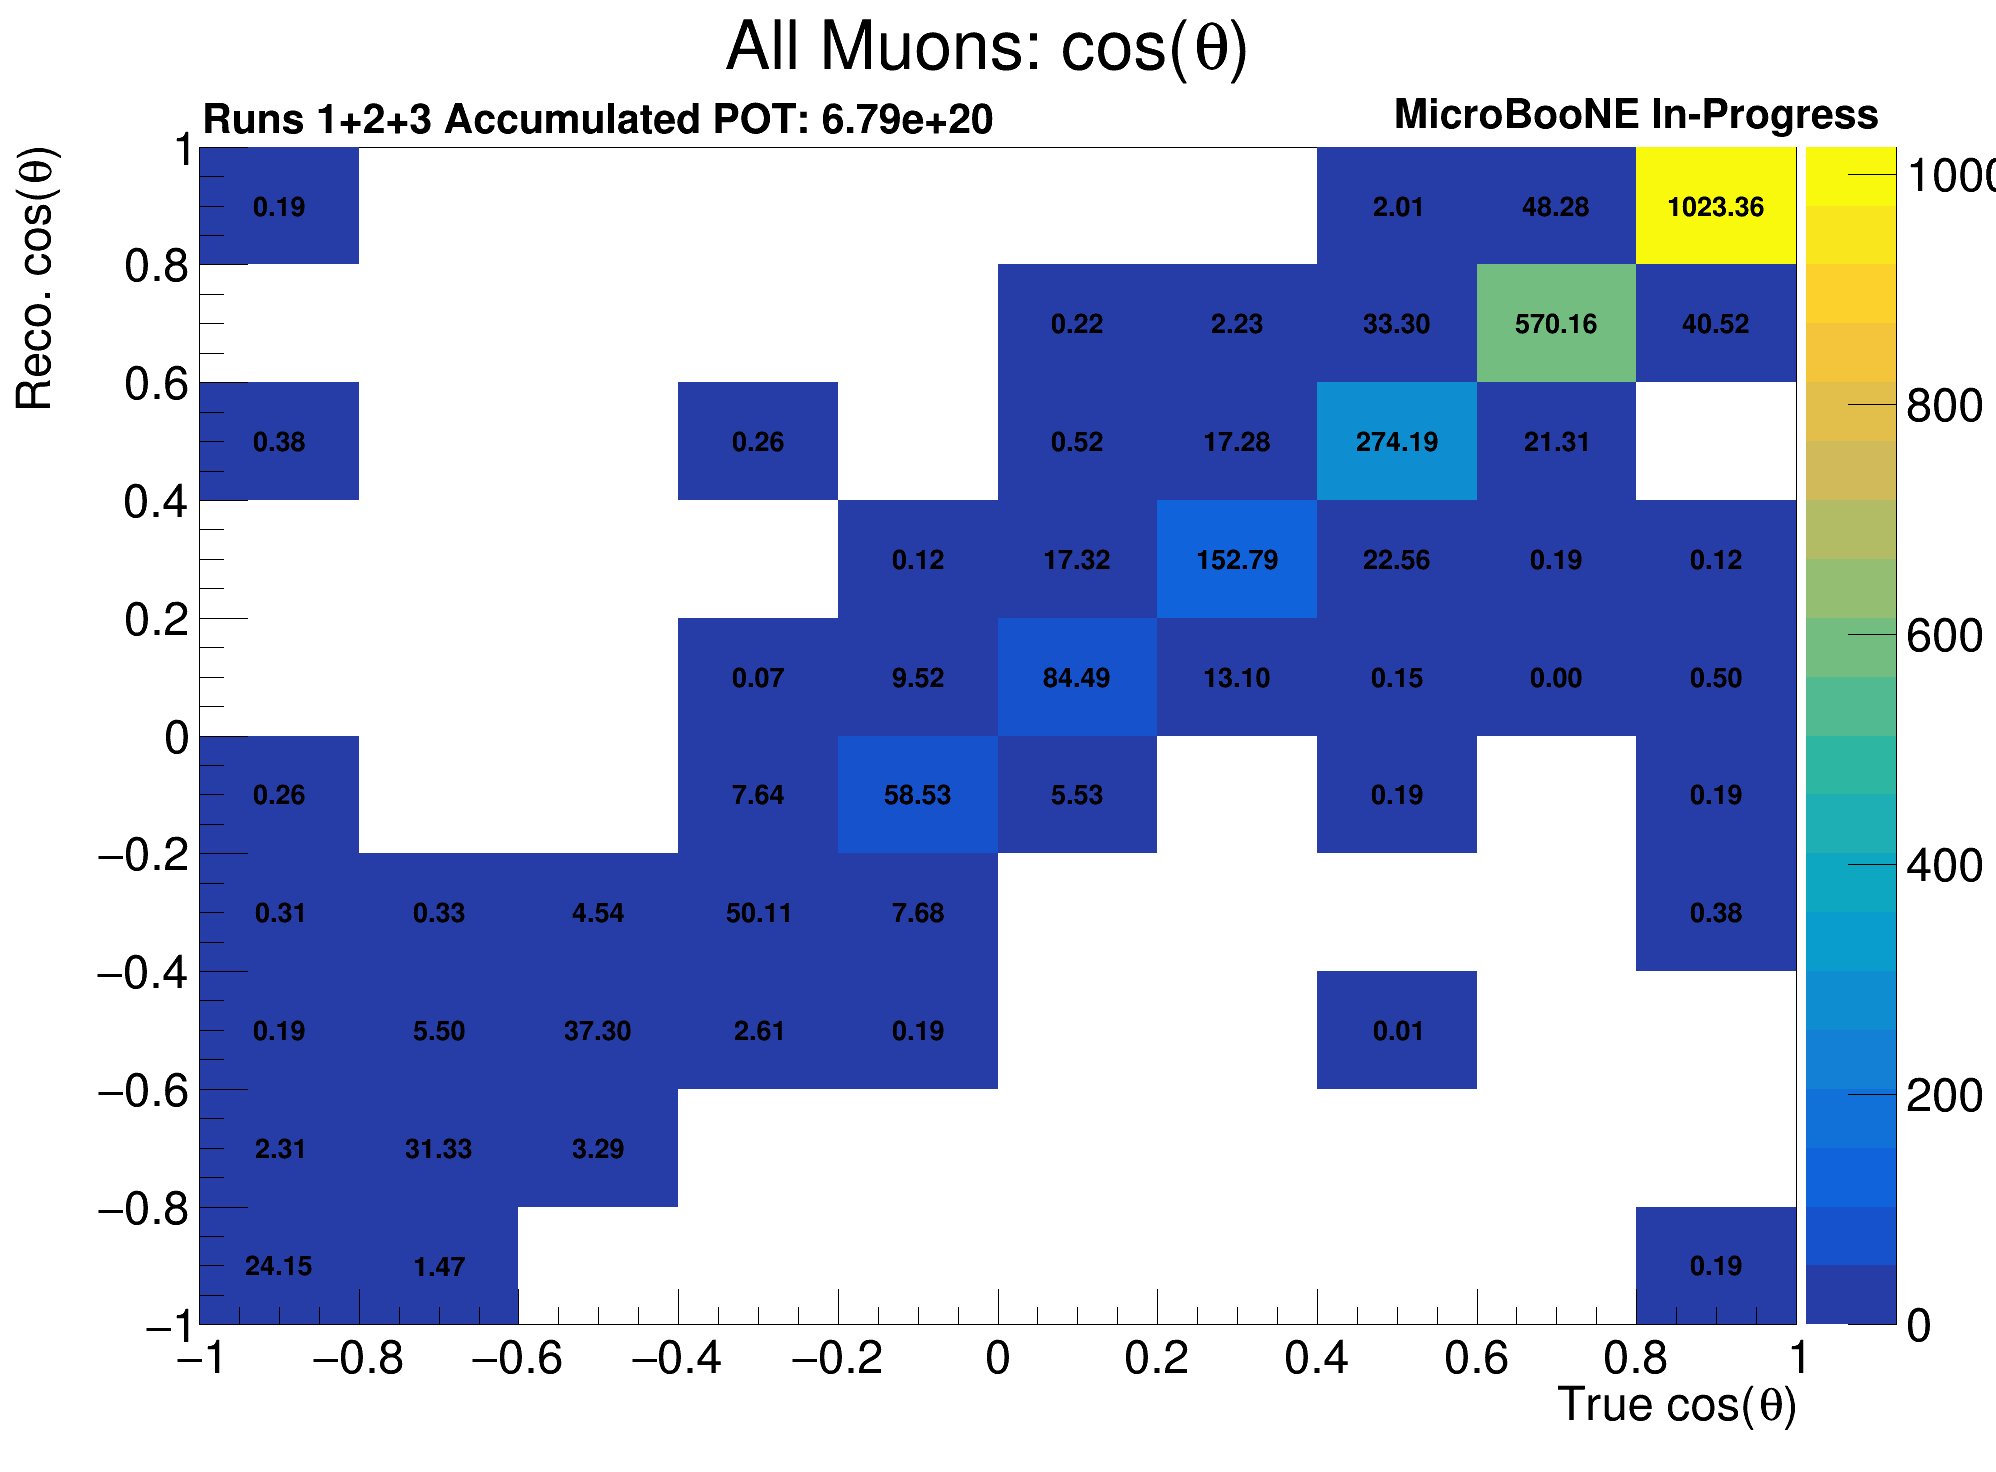 All Muons: cos(θ)
Runs 1+2+3 Accumulated POT: 6.79e+20
MicroBooNE In-Progress
Reco. cos(θ)
1
0.19 2.01 48.28 1023.36
0.8
0.22 2.23 33.30 570.16 40.52
0.6
0.38 0.26 0.52 17.28 274.19 21.31
0.4
0.12 17.32 152.79 22.56 0.19 0.12
0.2
0.07 9.52 84.49 13.10 0.15 0.00 0.50
0
0.26 7.64 58.53 5.53 0.19 0.19
−0.2
0.31 0.33 4.54 50.11 7.68 0.38
−0.4
0.19 5.50 37.30 2.61 0.19 0.01
−0.6
2.31 31.33 3.29
−0.8
24.15 1.47 0.19
−1
−1 −0.8 −0.6 −0.4 −0.2 0 0.2 0.4 0.6 0.8 1
True cos(θ)
800
600
400
200
0